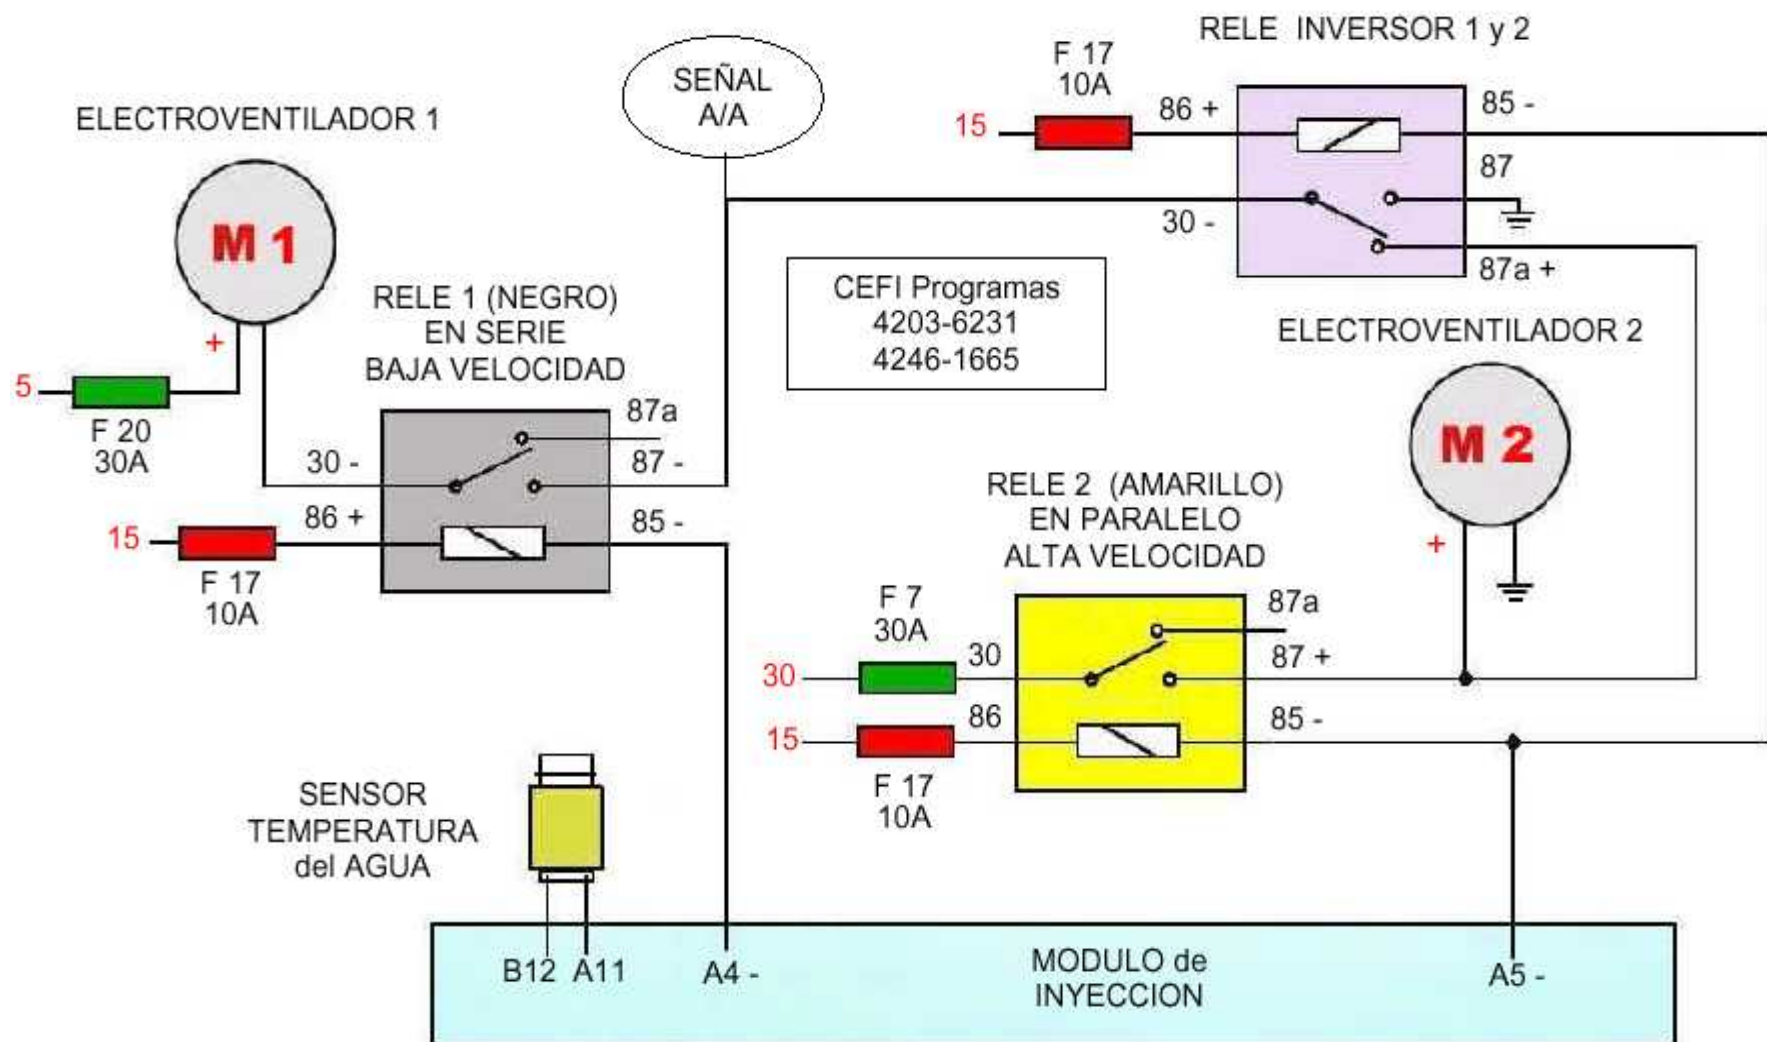 RELE INVERSOR 1 y 2
F 17
10A
15
86 +
85 -
87
30 -
87a +
SEÑAL
A/A
ELECTROVENTILADOR 1
M 1
+
5
F 20
30A
RELE 1 (NEGRO)
EN SERIE
BAJA VELOCIDAD
87a
30 -
87 -
86 +
85 -
15
F 17
10A
CEFI Programas
4203-6231
4246-1665
ELECTROVENTILADOR 2
M 2
+
RELE 2 (AMARILLO)
EN PARALELO
ALTA VELOCIDAD
F 7
30A
87a
30
30
87 +
15
86
85 -
F 17
10A
SENSOR
TEMPERATURA
del AGUA
B12 A11
A4 -
MODULO de
INYECCION
A5 -